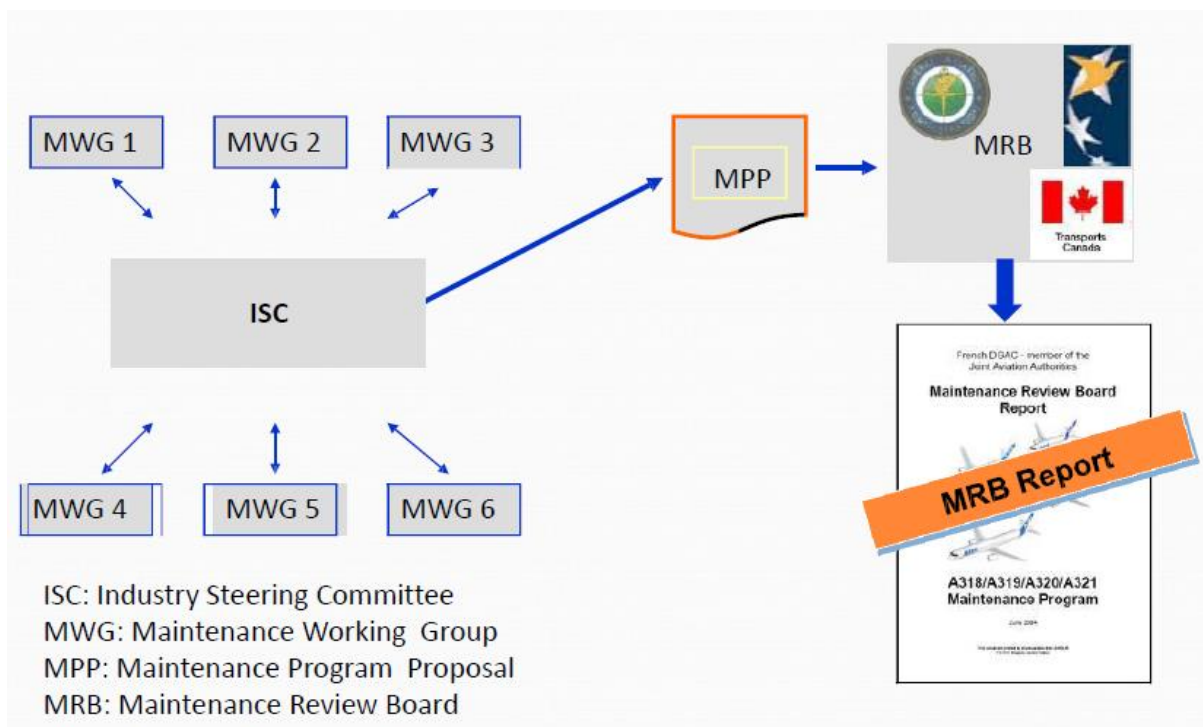 MWG 1
MWG 2
MWG 3
ISC
MWG 4
MWG 5
MWG 6
MPP
MRB
Transports
Canada
French DGAC - member of the
Joint Aviation Authorities
Maintenance Review Board
Report
MRB Report
A318/A319/A320/A321
Maintenance Program
June 2004
ISC: Industry Steering Committee
MWG: Maintenance Working Group
MPP: Maintenance Program Proposal
MRB: Maintenance Review Board